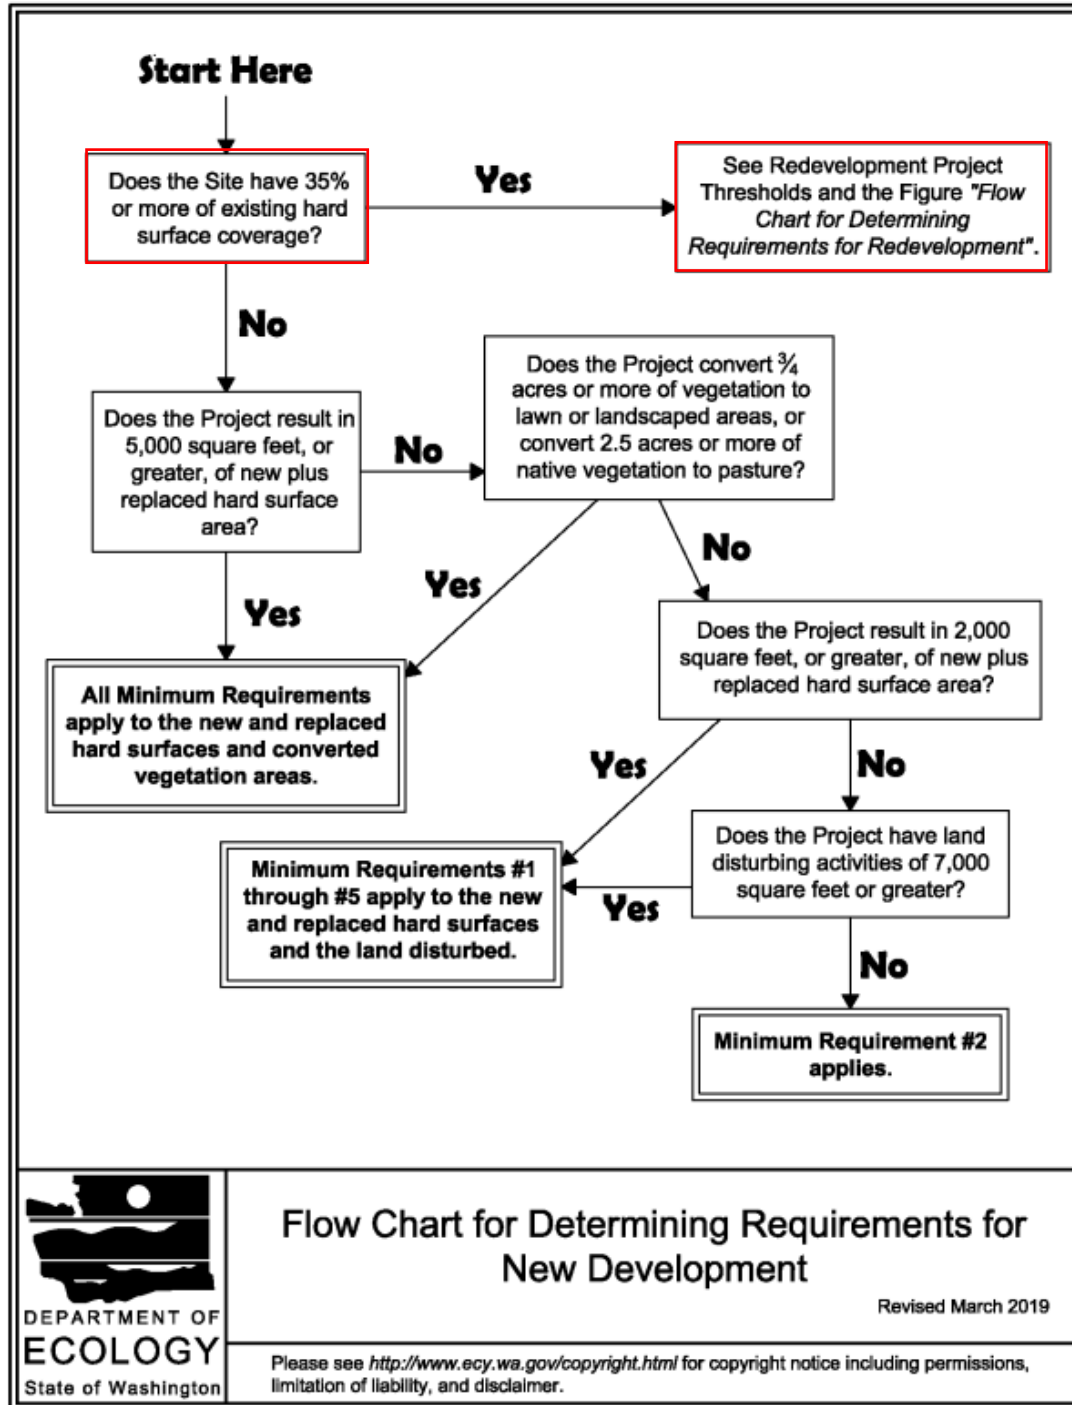 Start Here
Does the Site have 35%
or more of existing hard
surface coverage?
Yes
See Redevelopment Project
Thresholds and the Figure "Flow
Chart for Determining
Requirements for Redevelopment".
No
Does the Project result in
5,000 square feet, or
greater, of new plus
replaced hard surface
area?
No
Does the Project convert ¾
acres or more of vegetation to
lawn or landscaped areas, or
convert 2.5 acres or more of
native vegetation to pasture?
Yes
Yes
No
All Minimum Requirements
apply to the new and replaced
hard surfaces and converted
vegetation areas.
Does the Project result in 2,000
square feet, or greater, of new plus
replaced hard surface area?
Yes
No
Minimum Requirements #1
through #5 apply to the new
and replaced hard surfaces
and the land disturbed.
Yes
Does the Project have land
disturbing activities of 7,000
square feet or greater?
No
Minimum Requirement #2
applies.
DEPARTMENT OF
ECOLOGY
State of Washington
Flow Chart for Determining Requirements for
New Development
Revised March 2019
Please see http://www.ecy.wa.gov/copyright.html for copyright notice including permissions,
limitation of liability, and disclaimer.